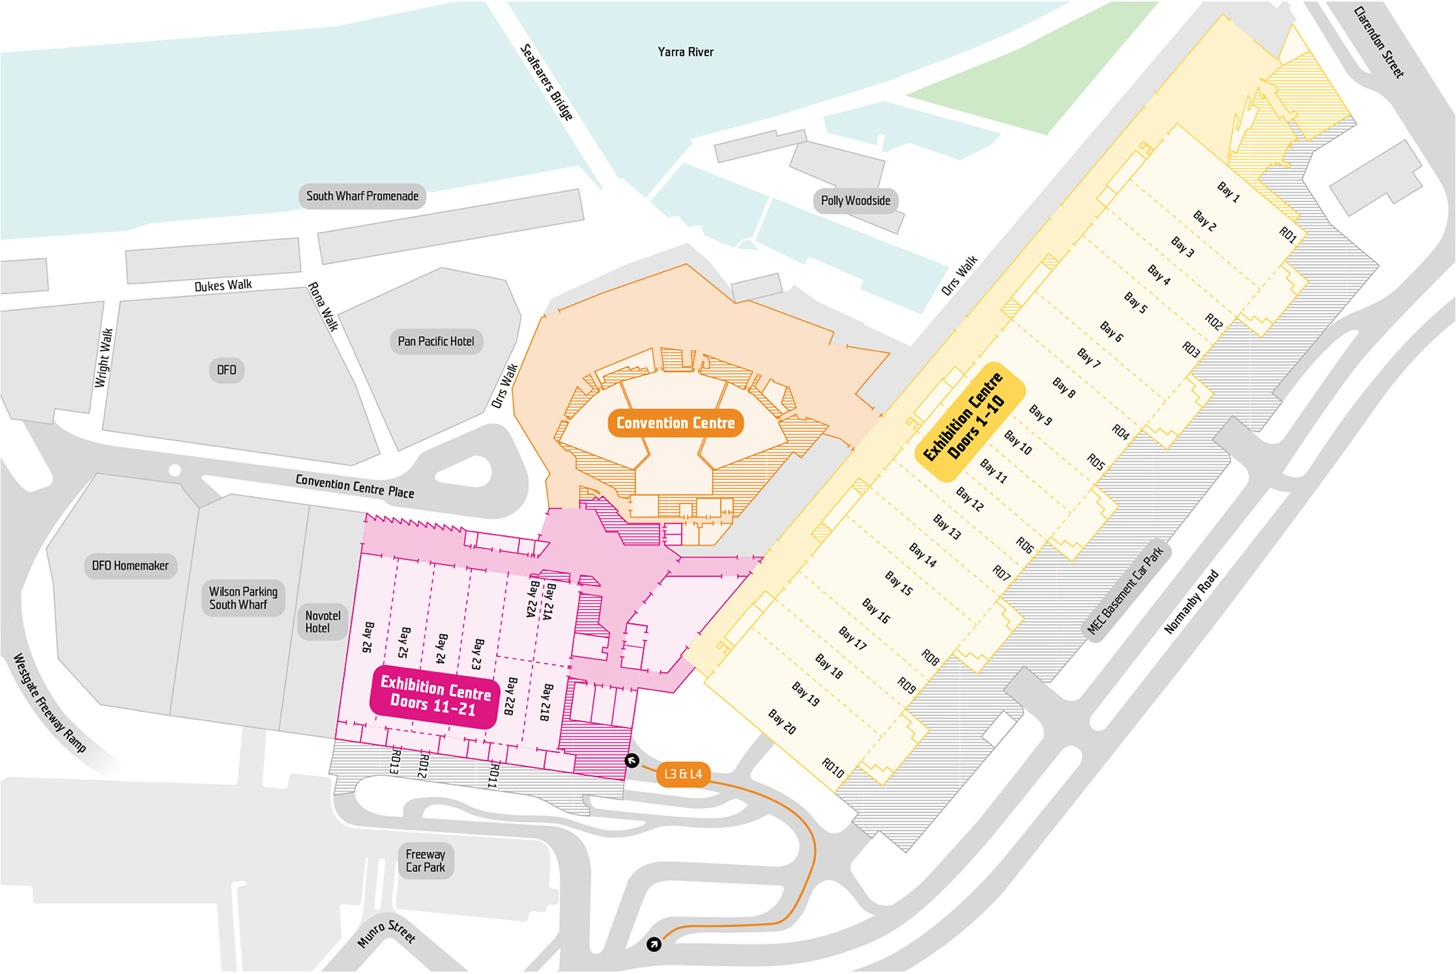 Clarendon Street
Yarra River
Seafearers Bridge
South Wharf Promenade
Polly Woodside
Orrs Walk
Dukes Walk
Rona Walk
Wright Walk
Pan Pacific Hotel
DFO
Orrs Walk
Convention Centre
Convention Centre Place
Exhibition Centre
Doors 1-10
Bay 1
Bay 2
Bay 3
Bay 4
Bay 5
Bay 6
Bay 7
Bay 8
Bay 9
Bay 10
Bay 11
Bay 12
Bay 13
Bay 14
Bay 15
Bay 16
Bay 17
Bay 18
Bay 19
Bay 20
RD1
RD2
RD3
RD4
RD5
RD6
RD7
RD8
RD9
RD10
MEC Basement Car Park
Normanby Road
DFO Homemaker
Wilson Parking
South Wharf
Novotel
Hotel
Bay 26
Bay 25
Bay 24
Bay 23
Bay 22A
Bay 21A
Bay 22B
Bay 21B
Exhibition Centre
Doors 11-21
RD13
RD12
RD11
L3 & L4
Westgate Freeway Ramp
Freeway
Car Park
Munro Street